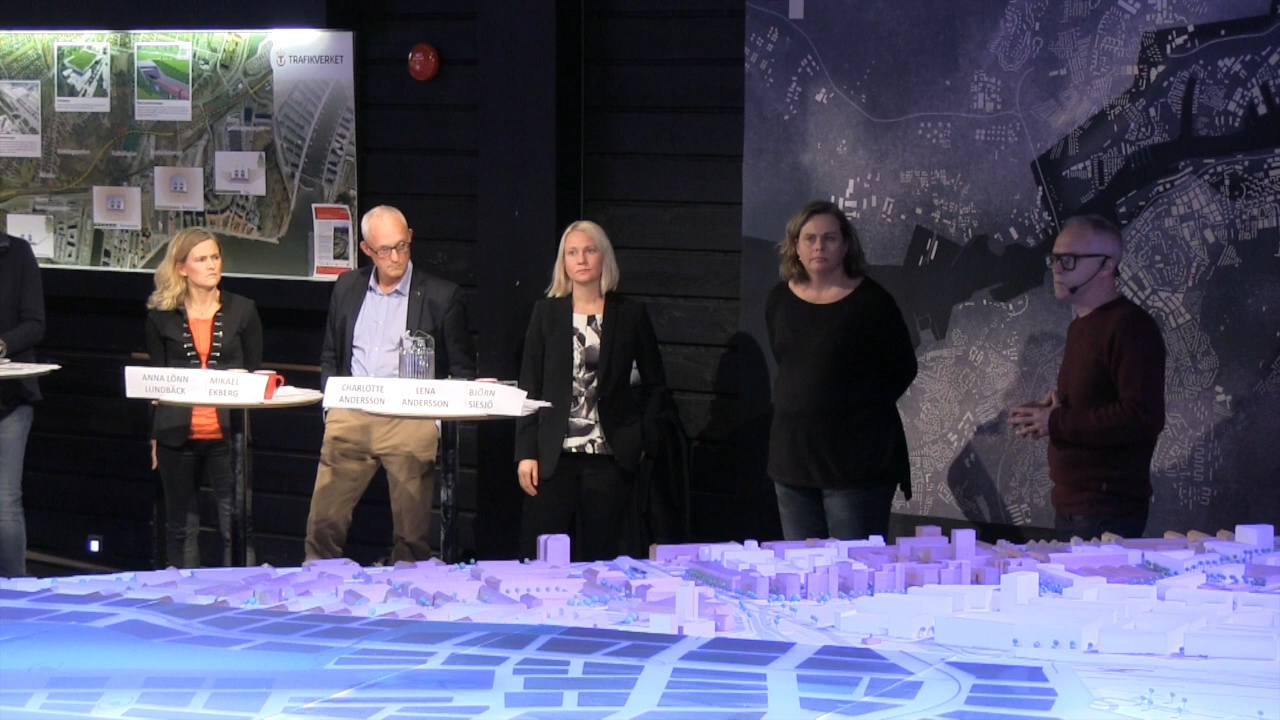 TRAFIKVERKET
ANNA LÖNN LUNDBÄCK
MIKAEL EKBERG
CHARLOTTE ANDERSSON
LENA ANDERSSON
BJÖRN SIESJÖ